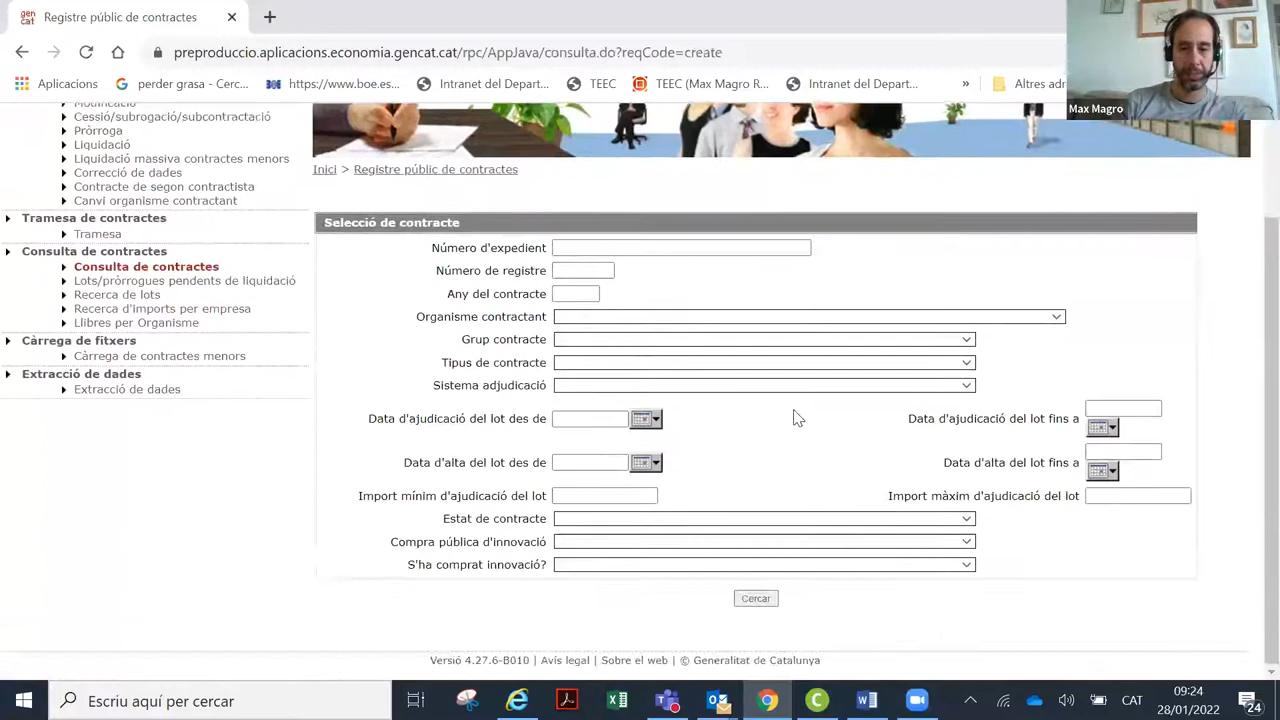 gen
cat
Registre públic de contractes
preproduccio.aplicacions.economia.gencat.cat/rpc/AppJava/consulta.do?reqCode=create
Aplicacions
perder grasa - Cerc...
https://www.boe.es...
Intranet del Depart...
TEEC
TEEC (Max Magro R...
Intranet del Depart...
»
Altres adr
Max Magro
Modificació
Cessió/subrogació/subcontractació
Pròrroga
Liquidació
Liquidació massiva contractes menors
Correcció de dades
Contracte de segon contractista
Canvi organisme contractant
Tramesa de contractes
Tramesa
Consulta de contractes
Consulta de contractes
Lots/pròrrogues pendents de liquidació
Recerca de lots
Recerca d'imports per empresa
Llibres per Organisme
Càrrega de fitxers
Càrrega de contractes menors
Extracció de dades
Extracció de dades
Inici > Registre públic de contractes
Selecció de contracte
Número d'expedient
Número de registre
Any del contracte
Organisme contractant
Grup contracte
Tipus de contracte
Sistema adjudicació
Data d'ajudicació del lot des de
Data d'ajudicació del lot fins a
Data d'alta del lot des de
Data d'alta del lot fins a
Import mínim d'ajudicació del lot
Import màxim d'ajudicació del lot
Estat de contracte
Compra pública d'innovació
S'ha comprat innovació?
Cercar
Versió 4.27.6-B010 | Avís legal | Sobre el web | © Generalitat de Catalunya
Escriu aquí per cercar
CAT
09:24
28/01/2022
24